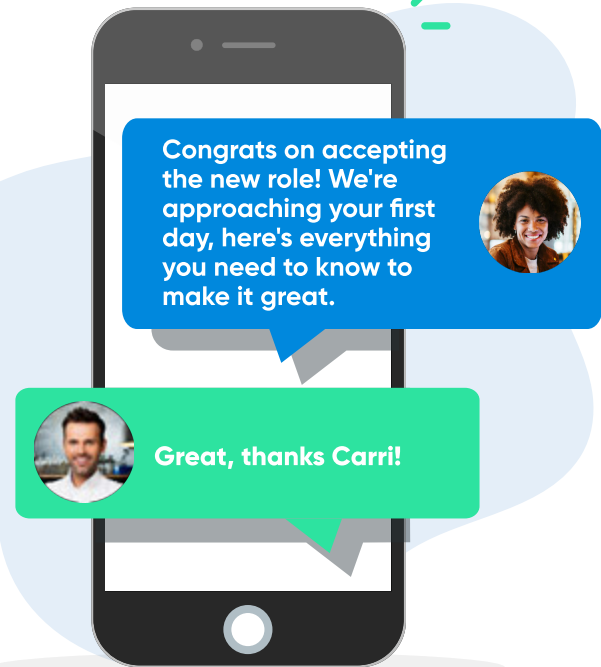 Congrats on accepting
the new role! We're
approaching your first
day, here's everything
you need to know to
make it great.
Great, thanks Carri!